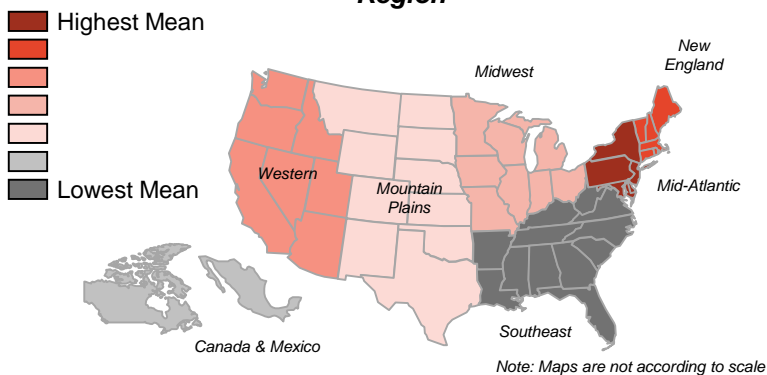 Region
Highest Mean
Lowest Mean
New
England
Midwest
Western
Mountain
Plains
Mid-Atlantic
Southeast
Canada & Mexico
Note: Maps are not according to scale